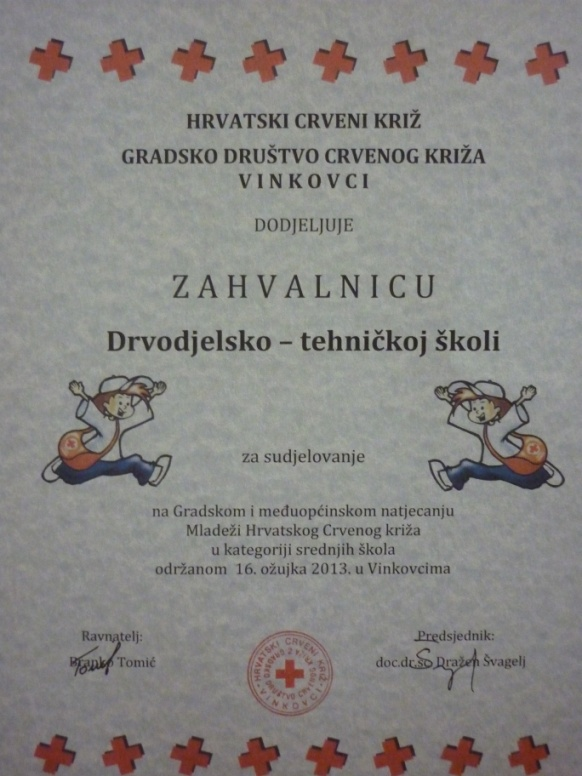 HRVATSKI CRVENI KRIŽ
GRADSKO DRUŠTVO CRVENOG KRIŽA
VINKOVCI
DODJELJUJE
ZAHVALNICU
Drvodjelsko – tehničkoj školi
za sudjelovanje
na Gradskom i međuopćinskom natjecanju
Mladeži Hrvatskog Crvenog križa
u kategoriji srednjih škola
održanom 16. ožujka 2013. u Vinkovcima
Ravnatelj:
Branko Tomić
HRVATSKI CRVENI KRIŽ
VINKOVCI
Predsjednik:
doc.dr.sc Dražen Švagelj